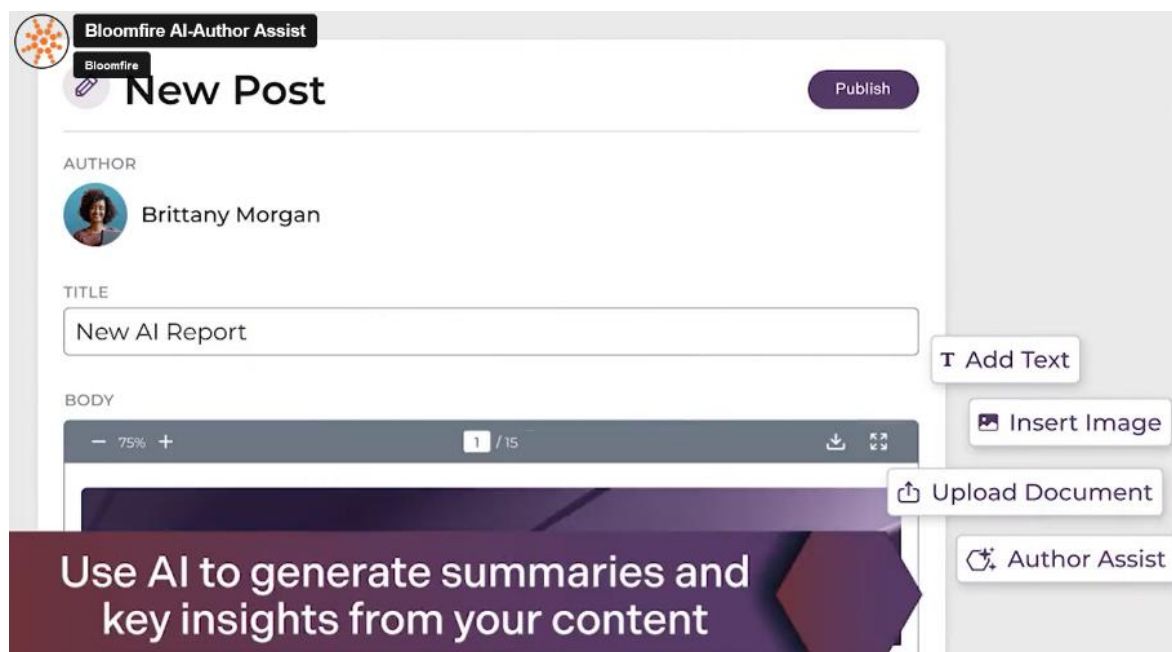 Bloomfire AI-Author Assist
Bloomfire
New Post
Publish
AUTHOR
Brittany Morgan
TITLE
New AI Report
BODY
75%
1 / 15
T Add Text
Insert Image
Upload Document
Author Assist
Use AI to generate summaries and
key insights from your content